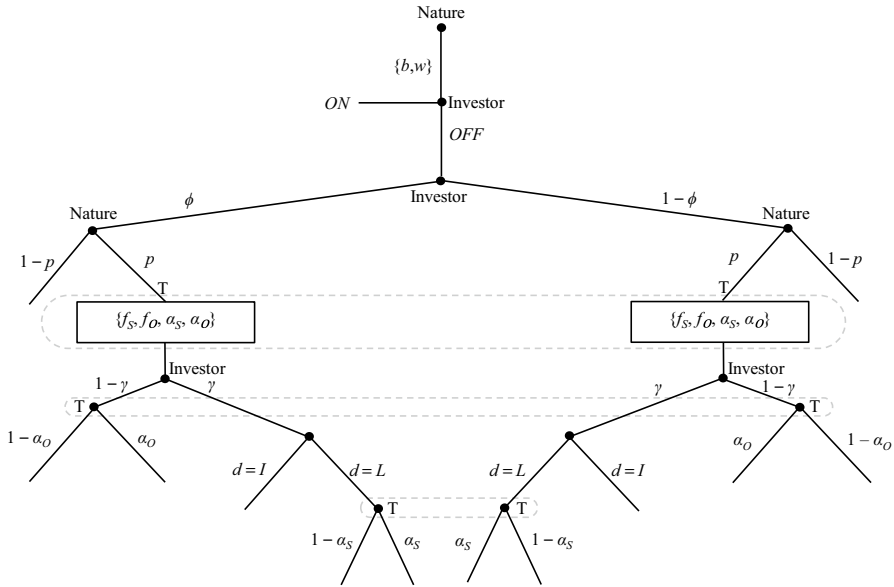 Nature
{b,w}
ON
Investor
OFF
Investor
ϕ
1 − ϕ
Nature
Nature
1 − p
p
p
1 − p
T
T
{f_S, f_O, α_S, α_O}
{f_S, f_O, α_S, α_O}
Investor
Investor
1 − γ
γ
γ
1 − γ
T
T
1 − α_O
α_O
d = I
d = L
d = L
d = I
α_O
1 − α_O
T
T
1 − α_S
α_S
α_S
1 − α_S